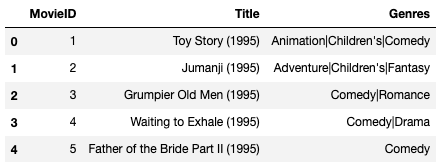 MovieID Title Genres
0 1 Toy Story (1995) Animation|Children's|Comedy
1 2 Jumanji (1995) Adventure|Children's|Fantasy
2 3 Grumpier Old Men (1995) Comedy|Romance
3 4 Waiting to Exhale (1995) Comedy|Drama
4 5 Father of the Bride Part II (1995) Comedy